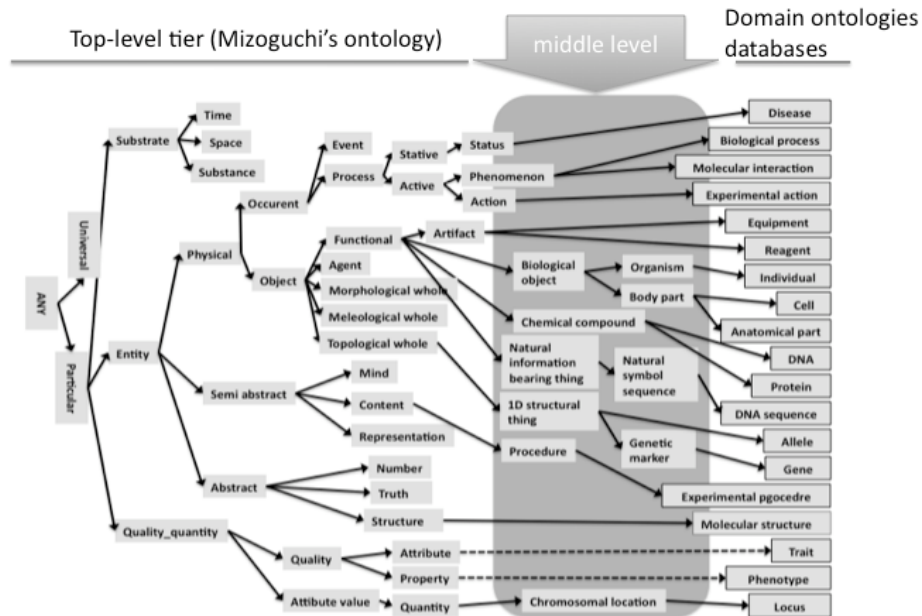 Top-level tier (Mizoguchi's ontology)
middle level
Domain ontologies
databases
ANY
Universal
Particular
Substrate
Time
Space
Substance
Entity
Physical
Occurent
Event
Process
Stative
Active
Status
Phenomenon
Action
Object
Functional
Agent
Morphological whole
Meleological whole
Topological whole
Artifact
Biological
object
Organism
Body part
Chemical compound
Natural
information
bearing thing
Natural
symbol
sequence
1D structural
thing
Genetic
marker
Procedure
Semi abstract
Mind
Content
Representation
Abstract
Number
Truth
Structure
Quality_quantity
Quality
Attribute
Property
Attibute value
Quantity
Chromosomal location
Disease
Biological process
Molecular interaction
Experimental action
Equipment
Reagent
Individual
Cell
Anatomical part
DNA
Protein
DNA sequence
Allele
Gene
Experimental pgocedre
Molecular structure
Trait
Phenotype
Locus